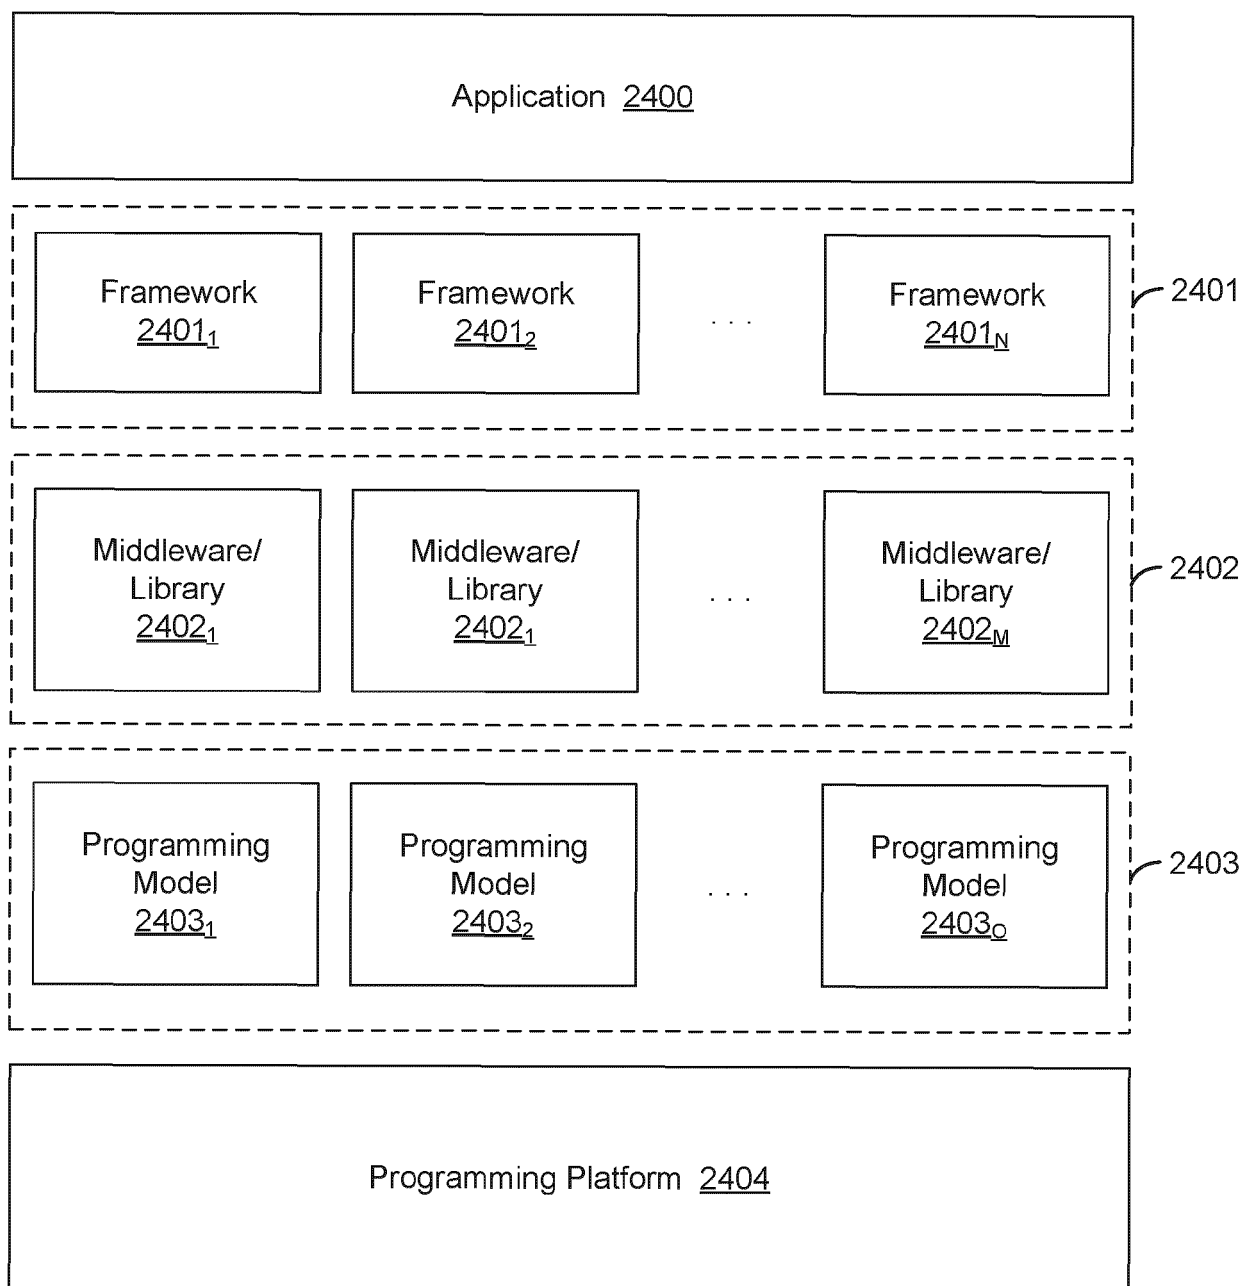 Application 2400
Framework Framework Framework 2401
2401₁ 2401₂ . . . 2401N
Middleware/ Middleware/ Middleware/ 2402
Library Library . . . Library
2402₁ 2402₁ 2402M
Programming Programming Programming 2403
Model Model . . . Model
2403₁ 2403₂ 2403O
Programming Platform 2404